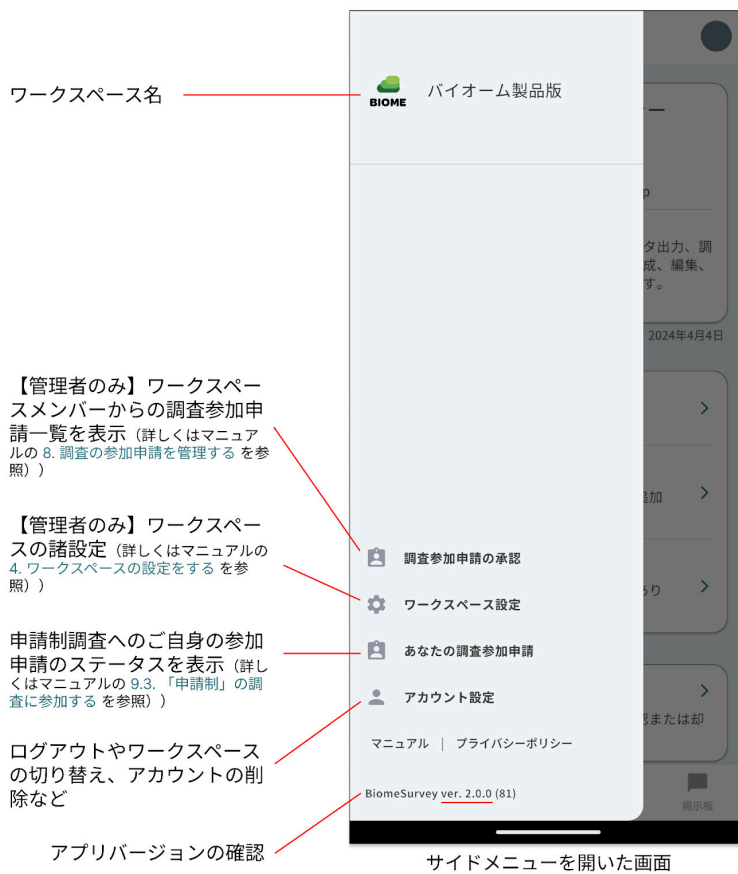 ワークスペース名
BIOME
バイオーム製品版
ー
p
タ出力、調
成、編集、
す。
2024年4月4日
【管理者のみ】ワークスペー
スメンバーからの調査参加申
請一覧を表示（詳しくはマニュア
ルの 8. 調査の参加申請を管理する を参
照））
追加
【管理者のみ】ワークスペー
スの諸設定（詳しくはマニュアルの
4. ワークスペースの設定をする を参
照））
調査参加申請の承認
ワークスペース設定
あり
申請制調査へのご自身の参加
申請のステータスを表示（詳し
くはマニュアルの 9.3. 「申請制」の調
査に参加する を参照））
あなたの調査参加申請
アカウント設定
認または却
ログアウトやワークスペース
の切り替え、アカウントの削
除など
マニュアル | プライバシーポリシー
BiomeSurvey ver. 2.0.0 (81)
掲示板
アプリバージョンの確認
サイドメニューを開いた画面